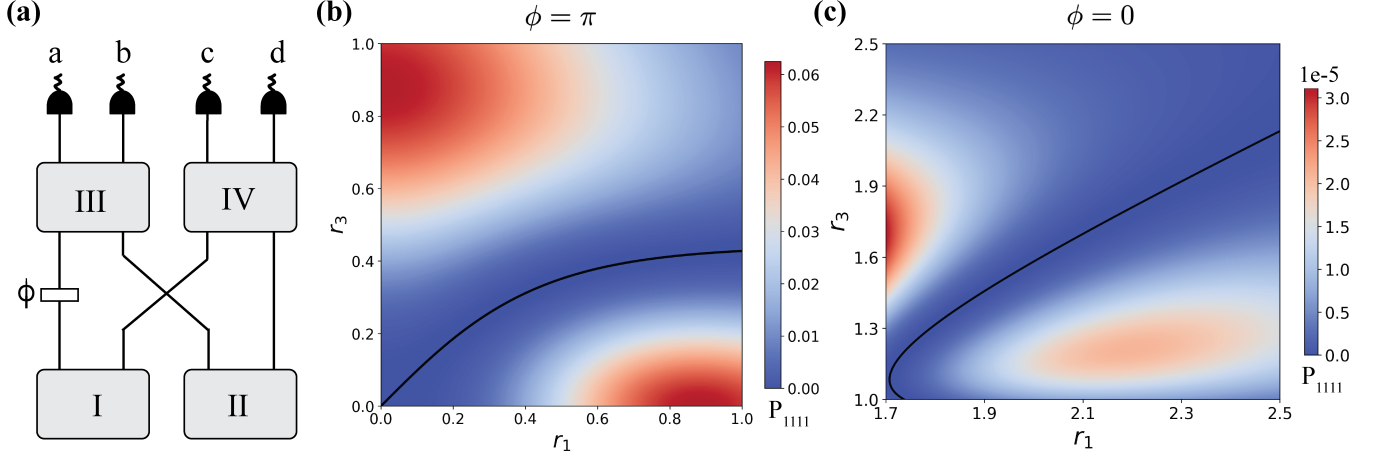 (a)
a b c d
III IV
ϕ
I II
(b)
ϕ = π
1.0
0.8
0.6
0.4
0.2
0.0
r3
0.0 0.2 0.4 0.6 0.8 1.0
r1
0.06
0.05
0.04
0.03
0.02
0.01
0.00
P1111
(c)
ϕ = 0
2.5
2.2
1.9
1.6
1.3
1.0
r3
1.7 1.9 2.1 2.3 2.5
r1
1e-5
3.0
2.5
2.0
1.5
1.0
0.5
0.0
P1111